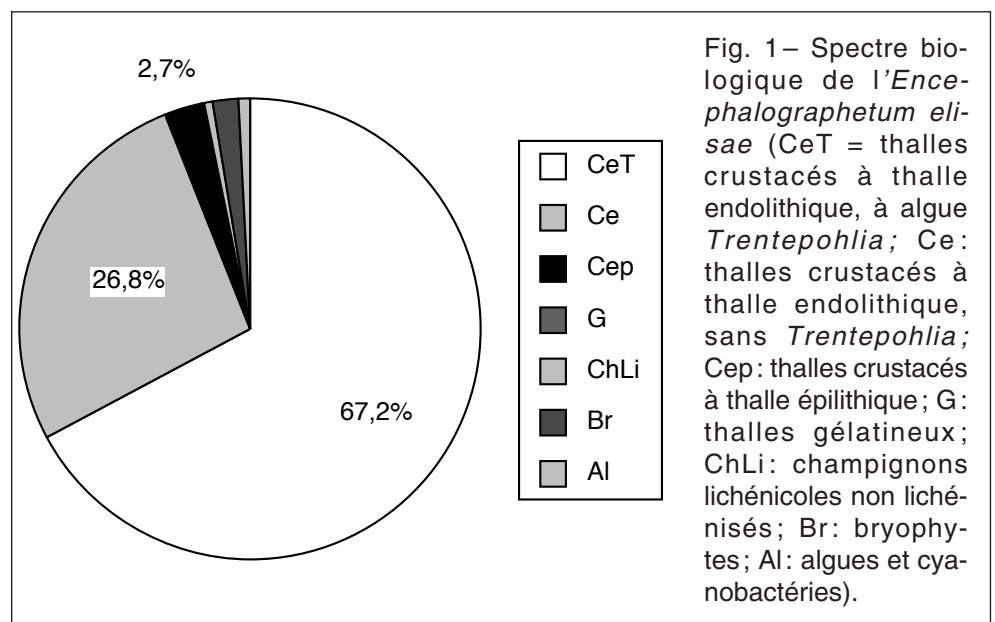 2,7%
26,8%
67,2%
CeT
Ce
Cep
G
ChLi
Br
Al
Fig. 1– Spectre bio-
logique de l'Ence-
phalographetum eli-
sae (CeT = thalles
crustacés à thalle
endolithique, à algue
Trentepohlia; Ce:
thalles crustacés à
thalle endolithique,
sans Trentepohlia;
Cep: thalles crustacés
à thalle épilithique; G:
thalles gélatineux;
ChLi: champignons
lichénicoles non liché-
nisés; Br: bryophy-
tes; Al: algues et cya-
nobactéries).